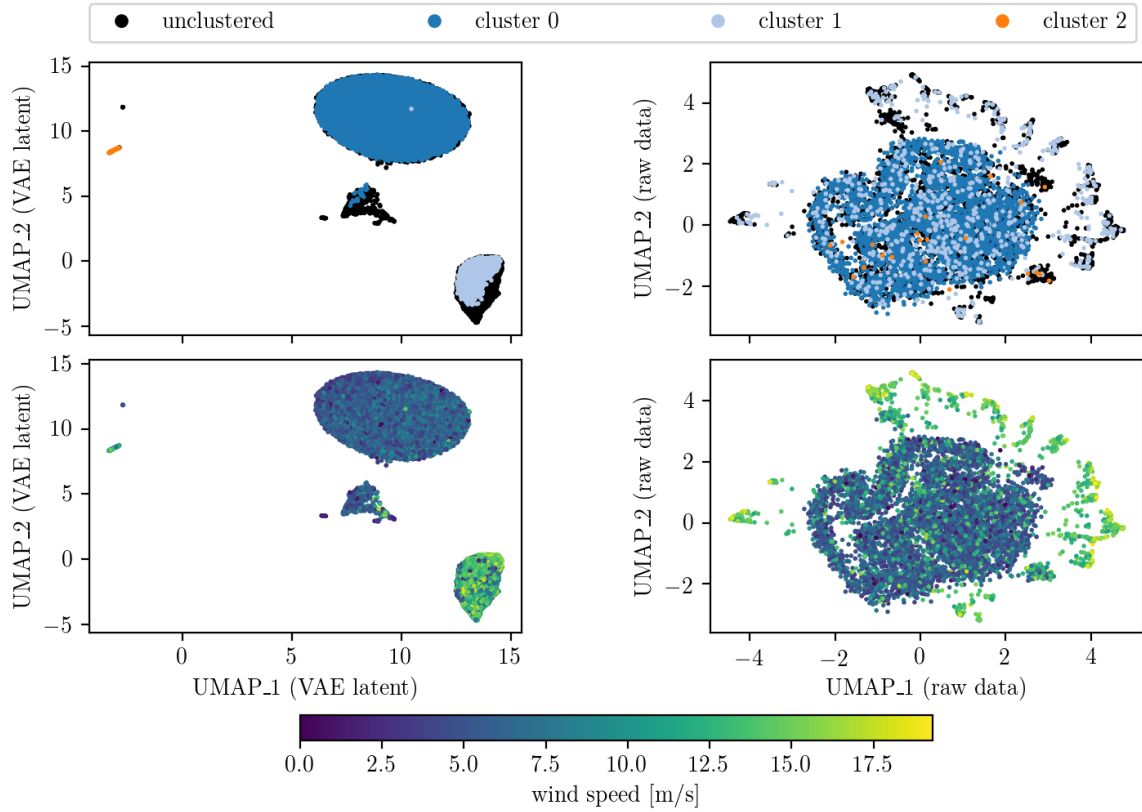 unclustered cluster 0 cluster 1 cluster 2
15
10
5
0
−5
UMAP_2 (VAE latent)
4
2
0
−2
UMAP_2 (raw data)
15
10
5
0
−5
UMAP_2 (VAE latent)
0 5 10 15
UMAP_1 (VAE latent)
4
2
0
−2
UMAP_2 (raw data)
−4 −2 0 2 4
UMAP_1 (raw data)
0.0 2.5 5.0 7.5 10.0 12.5 15.0 17.5
wind speed [m/s]